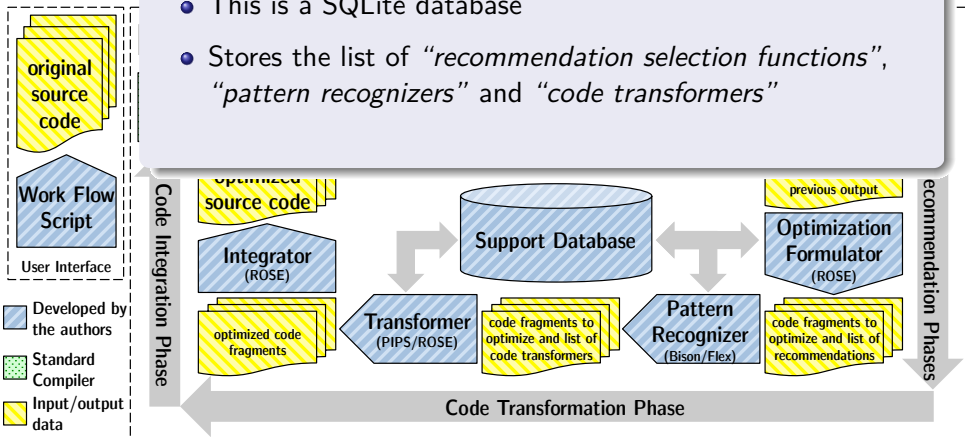 This is a SQLite database
Stores the list of “recommendation selection functions”,
“pattern recognizers” and “code transformers”
original
source
code
Work Flow
Script
User Interface
Developed by
the authors
Standard
Compiler
Input/output
data
Code Integration Phase
optimized
source code
Integrator
(ROSE)
optimized code
fragments
Transformer
(PIPS/ROSE)
Support Database
code fragments to
optimize and list of
code transformers
Pattern
Recognizer
(Bison/Flex)
previous output
Optimization
Formulator
(ROSE)
code fragments to
optimize and list of
recommendations
ecommendation Phases
Code Transformation Phase